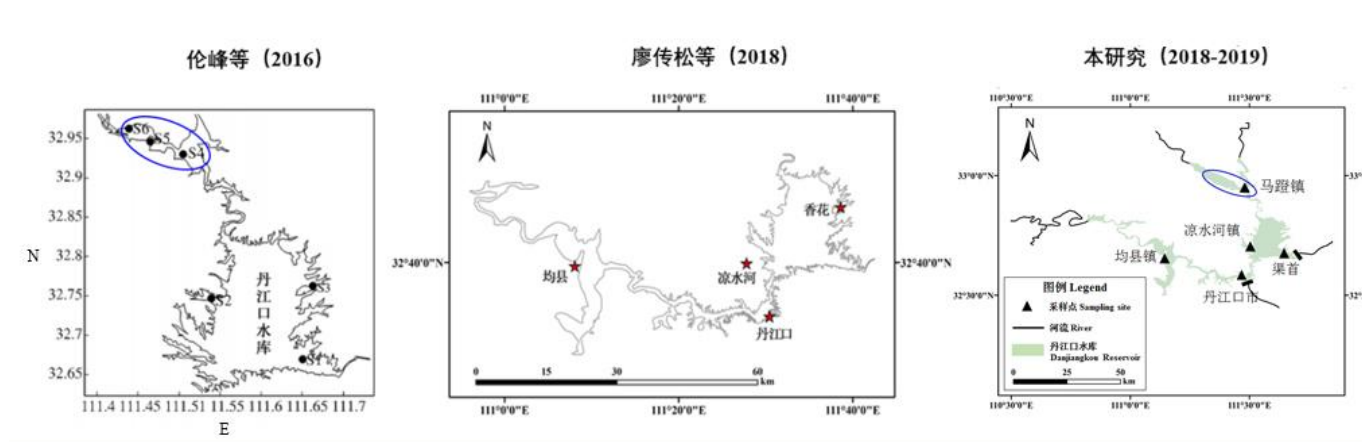 伦峰等（2016）
32.95
32.9
32.85
32.8
32.75
32.7
32.65
N
S6
S5
S4
S3
S2
S1
丹江口水库
111.4
111.45
111.5
111.55
111.6
111.65
111.7
E
廖传松等（2018）
111°0′0″E
111°20′0″E
111°40′0″E
N
香花
32°40′0″N
32°40′0″N
均县
凉水河
丹江口
0
15
30
60
km
111°0′0″E
111°20′0″E
111°40′0″E
本研究（2018-2019）
110°30′0″E
111°0′0″E
111°30′0″E
N
33°0′0″N
33°
马蹬镇
凉水河镇
均县镇
渠首
32°30′0″N
32°
丹江口市
图例 Legend
采样点 Sampling site
河流 River
丹江口水库
Danjiangkou Reservoir
0
25
50
km
110°30′0″E
111°0′0″E
111°30′0″E